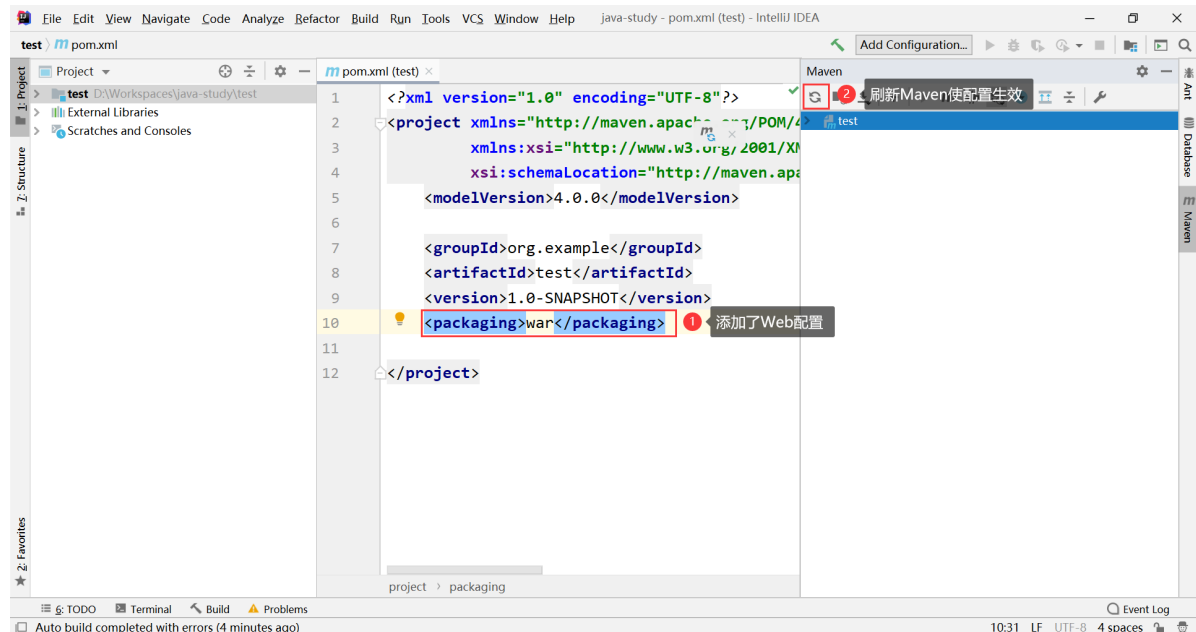 File Edit View Navigate Code Analyze Refactor Build Run Tools VCS Window Help java-study - pom.xml (test) - IntelliJ IDEA
test m pom.xml Add Configuration...
1: Project
Project
m pom.xml (test)
Maven
test D:\Workspaces\java-study\test
External Libraries
Scratches and Consoles
2 刷新Maven使配置生效
test
1 <?xml version="1.0" encoding="UTF-8"?>
2 <project xmlns="http://maven.apache.org/POM/4
3 xmlns:xsi="http://www.w3.org/2001/XM
4 xsi:schemaLocation="http://maven.apa
5 <modelVersion>4.0.0</modelVersion>
6
7 <groupId>org.example</groupId>
8 <artifactId>test</artifactId>
9 <version>1.0-SNAPSHOT</version>
10 <packaging>war</packaging> 1 添加了Web配置
11
12 </project>
7: Structure
2: Favorites
Ant
Database
m Maven
project › packaging
6: TODO Terminal Build Problems Event Log
Auto build completed with errors (4 minutes ago) 10:31 LF UTF-8 4 spaces